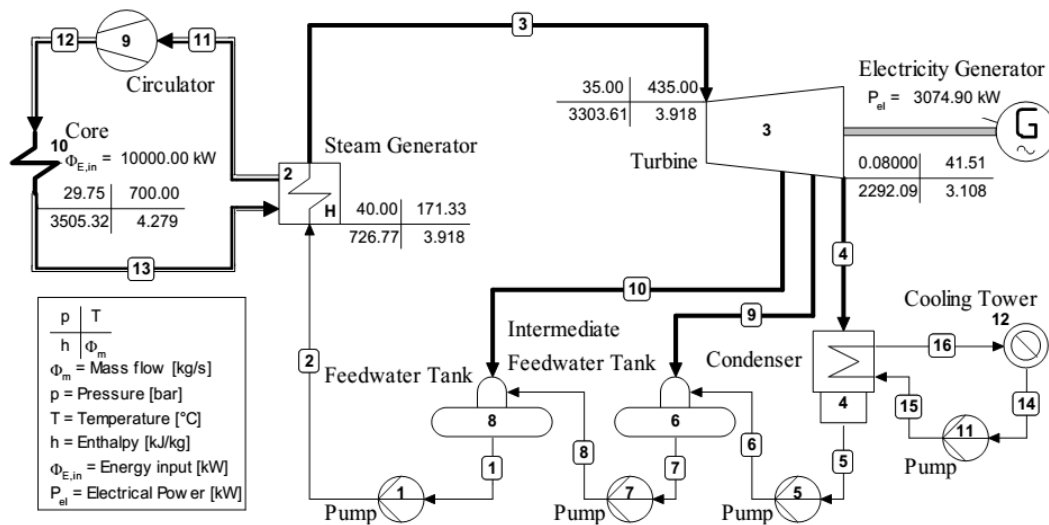 12
9
11
Circulator
3
Electricity Generator
P_el = 3074.90 kW
G
~
35.00 435.00
3303.61 3.918
3
Turbine
0.08000 41.51
2292.09 3.108
Core
10
Φ_E,in = 10000.00 kW
29.75 700.00
3505.32 4.279
13
Steam Generator
2
H
40.00 171.33
726.77 3.918
4
10
9
Cooling Tower
12
16
Intermediate
Feedwater Tank
Condenser
Feedwater Tank
2
8
6
4
15
14
11
Pump
1
8
7
6
5
Pump
1
Pump
7
Pump
5
p T
h Φ_m
Φ_m = Mass flow [kg/s]
p = Pressure [bar]
T = Temperature [°C]
h = Enthalpy [kJ/kg]
Φ_E,in = Energy input [kW]
P_el = Electrical Power [kW]